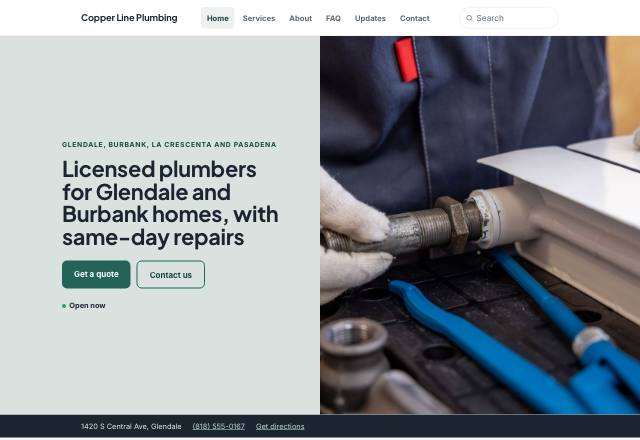 Copper Line Plumbing
Home
Services
About
FAQ
Updates
Contact
Search
GLENDALE, BURBANK, LA CRESCENTA AND PASADENA
Licensed plumbers
for Glendale and
Burbank homes, with
same-day repairs
Get a quote
Contact us
Open now
1420 S Central Ave, Glendale
(818) 555-0167
Get directions